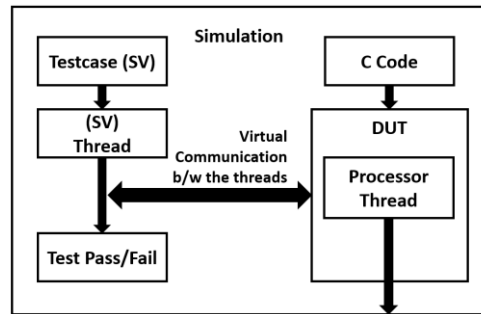 Simulation
Testcase (SV)
C Code
(SV)
Thread
DUT
Virtual
Communication
b/w the threads
Processor
Thread
Test Pass/Fail